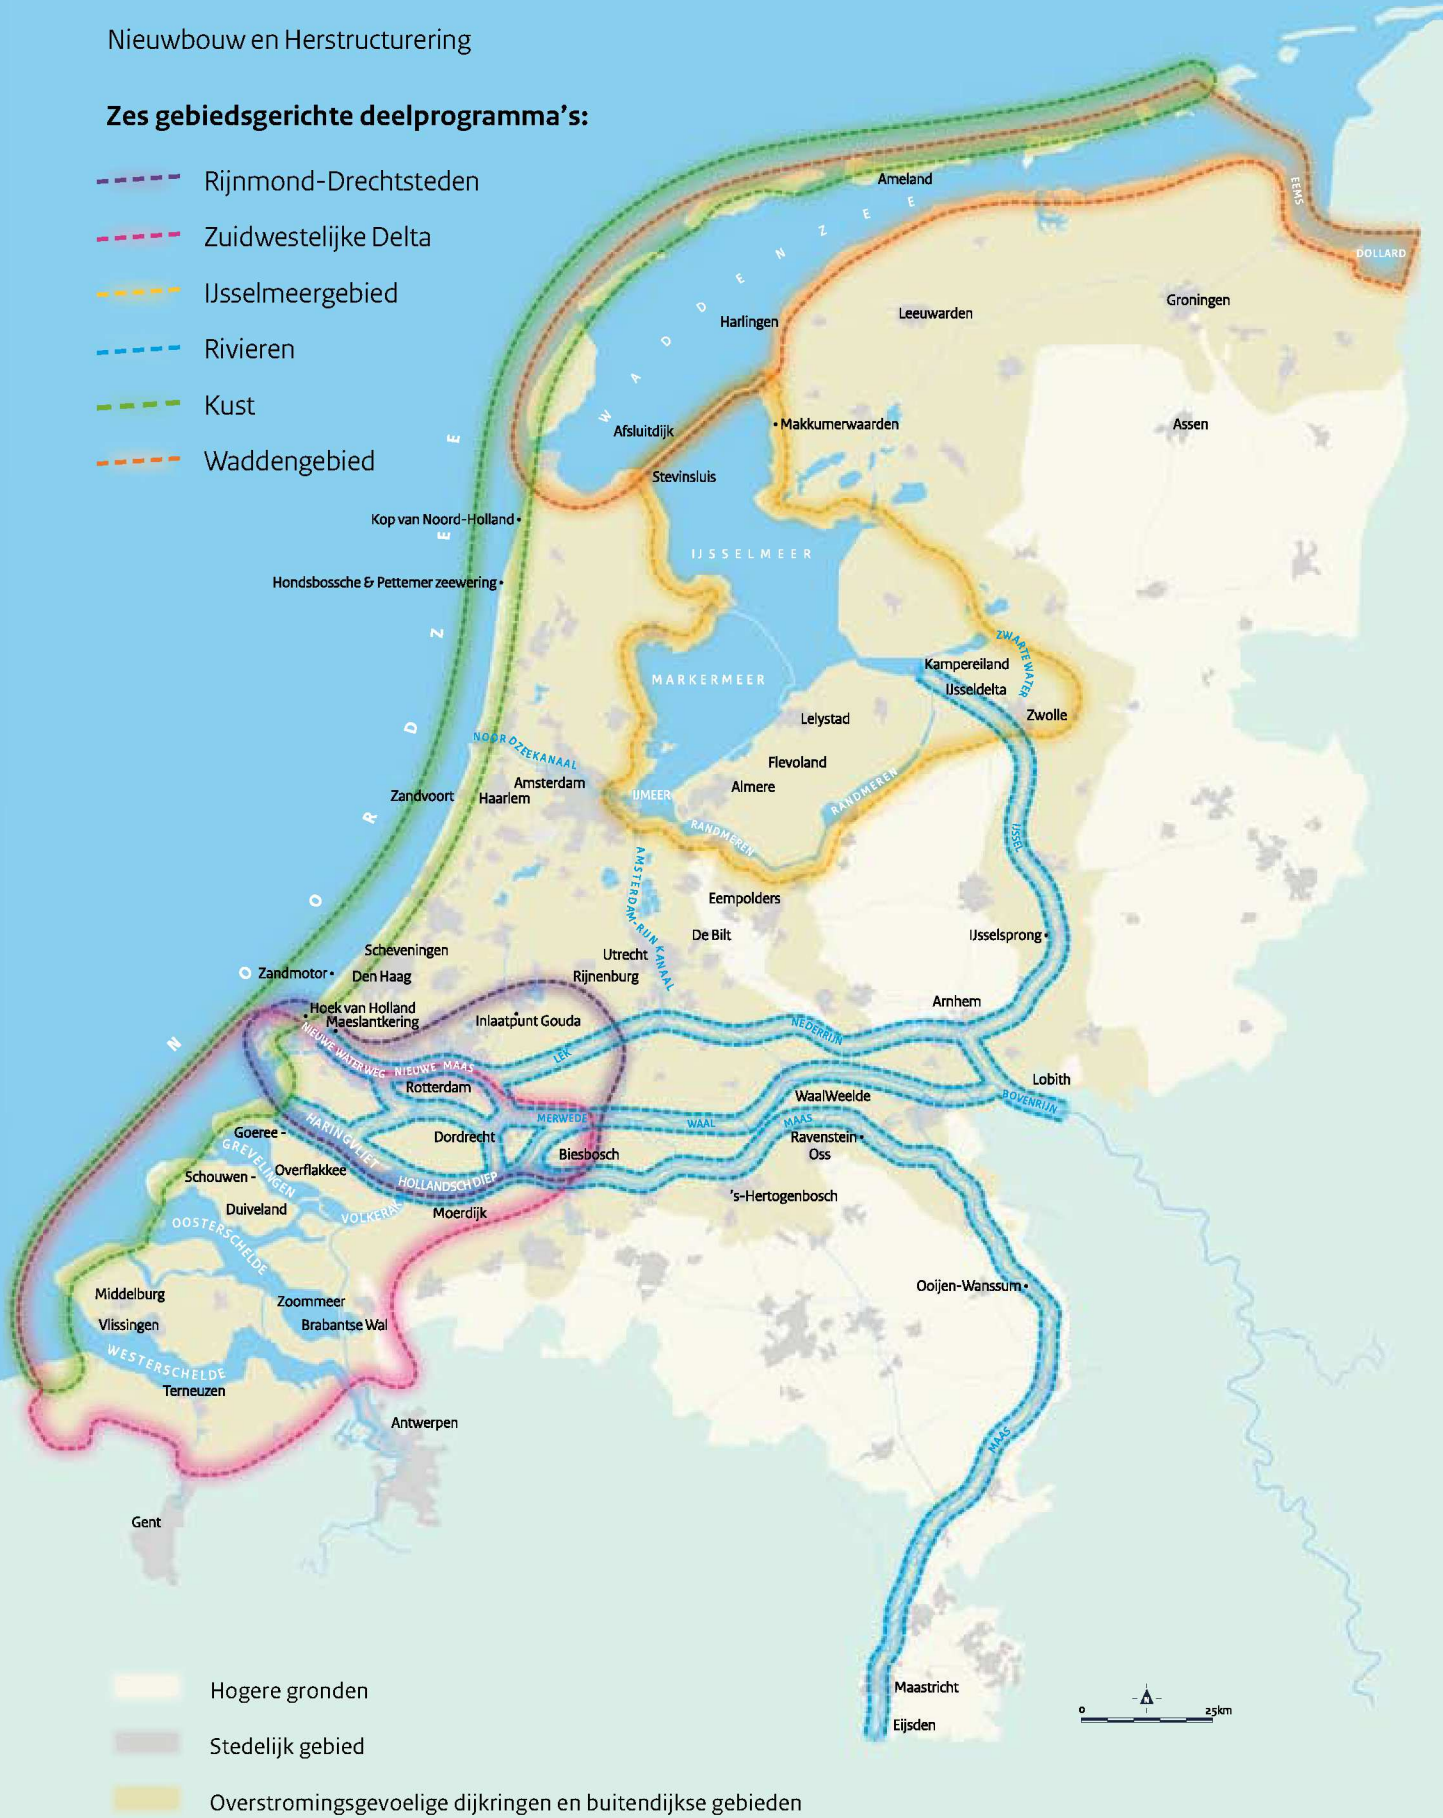 Nieuwbouw en Herstructurering
Zes gebiedsgerichte deelprogramma's:
Rijnmond-Drechtsteden
Zuidwestelijke Delta
IJsselmeergebied
Rivieren
Kust
Waddengebied
Ameland
EEMS
DOLLARD
WADDENZEE
Groningen
Leeuwarden
Harlingen
Assen
Makkumerwaarden
Afsluitdijk
Stevinsluis
Kop van Noord-Holland
IJSSELMEER
Hondsbossche & Pettemer zeewering
NOORDZEE
ZWARTE WATER
Kampereiland
MARKERMEER
IJsseldelta
Lelystad
Zwolle
NOORDZEEKANAAL
Flevoland
Amsterdam
Almere
Zandvoort
Haarlem
IJMEER
RANDMEREN
RANDMEREN
IJSSEL
AMSTERDAM-RIJN KANAAL
Eempolders
De Bilt
IJsselsprong
Scheveningen
Utrecht
Zandmotor
Den Haag
Rijnenburg
Arnhem
Hoek van Holland
Maeslantkering
Inlaatpunt Gouda
NEDERRIJN
NIEUWE WATERWEG
NIEUWE MAAS
LEK
Rotterdam
Lobith
WaalWeelde
BOVENRIJN
HARINGVLIET
MERWEDE
WAAL
MAAS
Goeree -
Dordrecht
Ravenstein
GREVELINGEN
Biesbosch
Oss
Overflakkee
Schouwen -
HOLLANDSCH DIEP
's-Hertogenbosch
Duiveland
VOLKERAK
Moerdijk
OOSTERSCHELDE
Ooijen-Wanssum
Middelburg
Zoommeer
Vlissingen
Brabantse Wal
WESTERSCHELDE
Terneuzen
Antwerpen
MAAS
Gent
Maastricht
Eijsden
N
0
25km
Hogere gronden
Stedelijk gebied
Overstromingsgevoelige dijkringen en buitendijkse gebieden